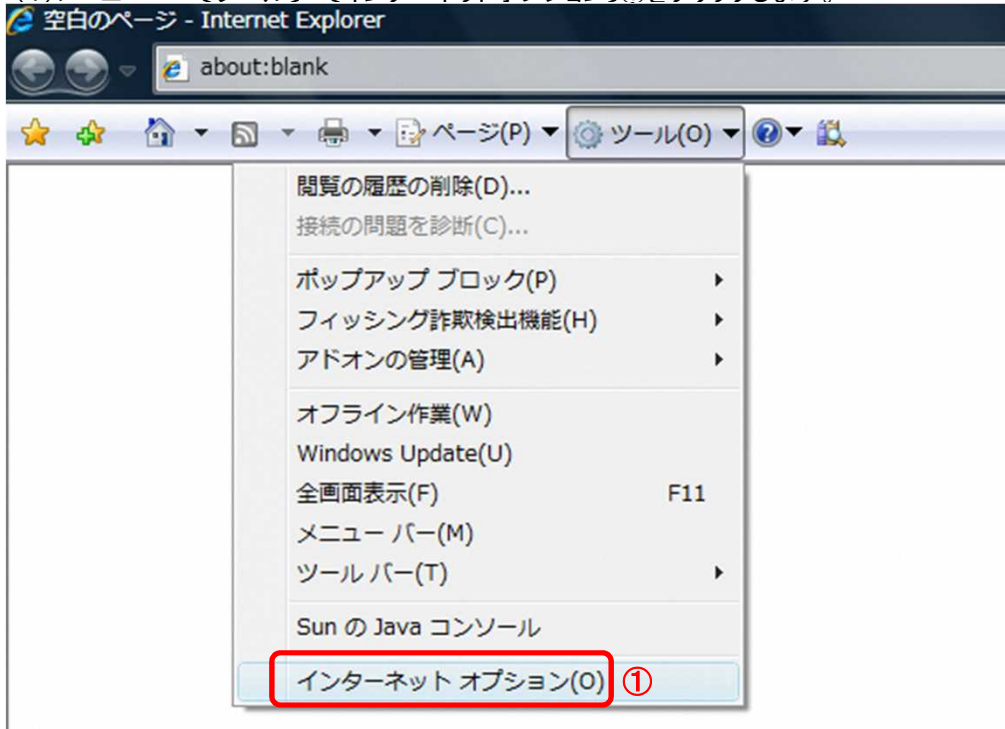 空白のページ - Internet Explorer
about:blank
ページ(P) ツール(O)
閲覧の履歴の削除(D)...
接続の問題を診断(C)...
ポップアップ ブロック(P)
フィッシング詐欺検出機能(H)
アドオンの管理(A)
オフライン作業(W)
Windows Update(U)
全画面表示(F) F11
メニュー バー(M)
ツール バー(T)
Sun の Java コンソール
インターネット オプション(O) ①